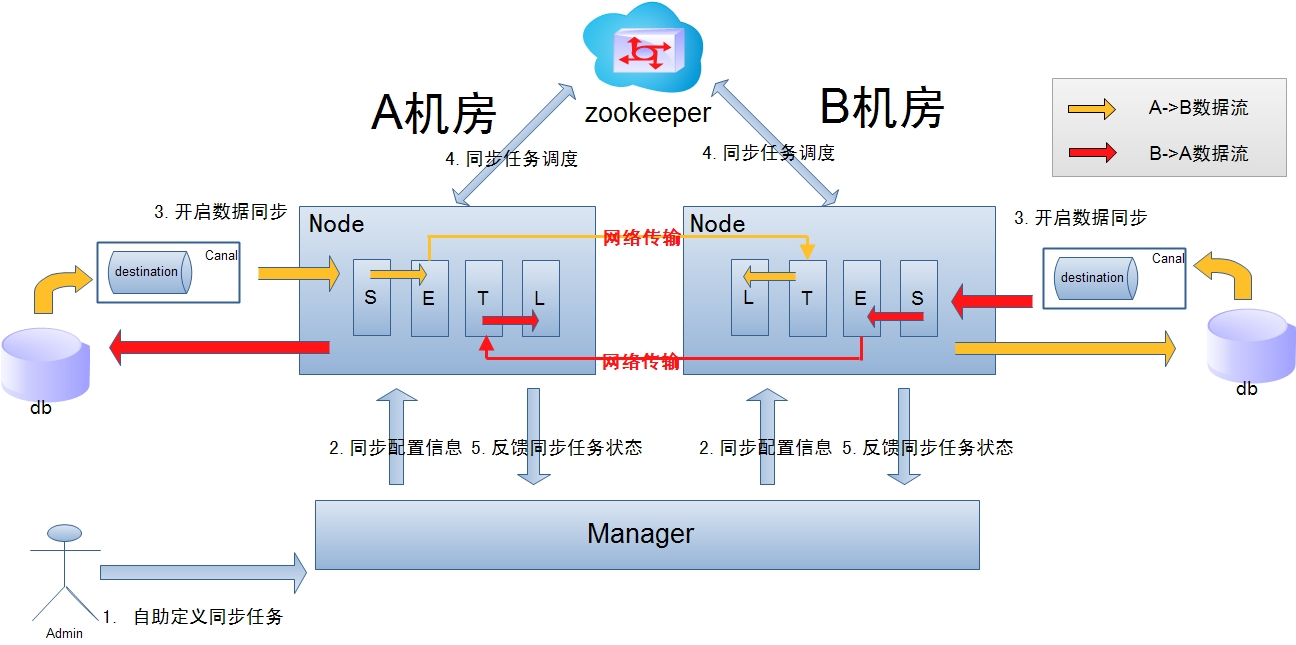 zookeeper
A机房
B机房
A->B数据流
B->A数据流
4. 同步任务调度
4. 同步任务调度
3. 开启数据同步
3. 开启数据同步
Node
Node
网络传输
Canal
destination
S
E
T
L
L
T
E
S
Canal
destination
网络传输
db
db
2. 同步配置信息
5. 反馈同步任务状态
2. 同步配置信息
5. 反馈同步任务状态
Manager
1. 自助定义同步任务
Admin